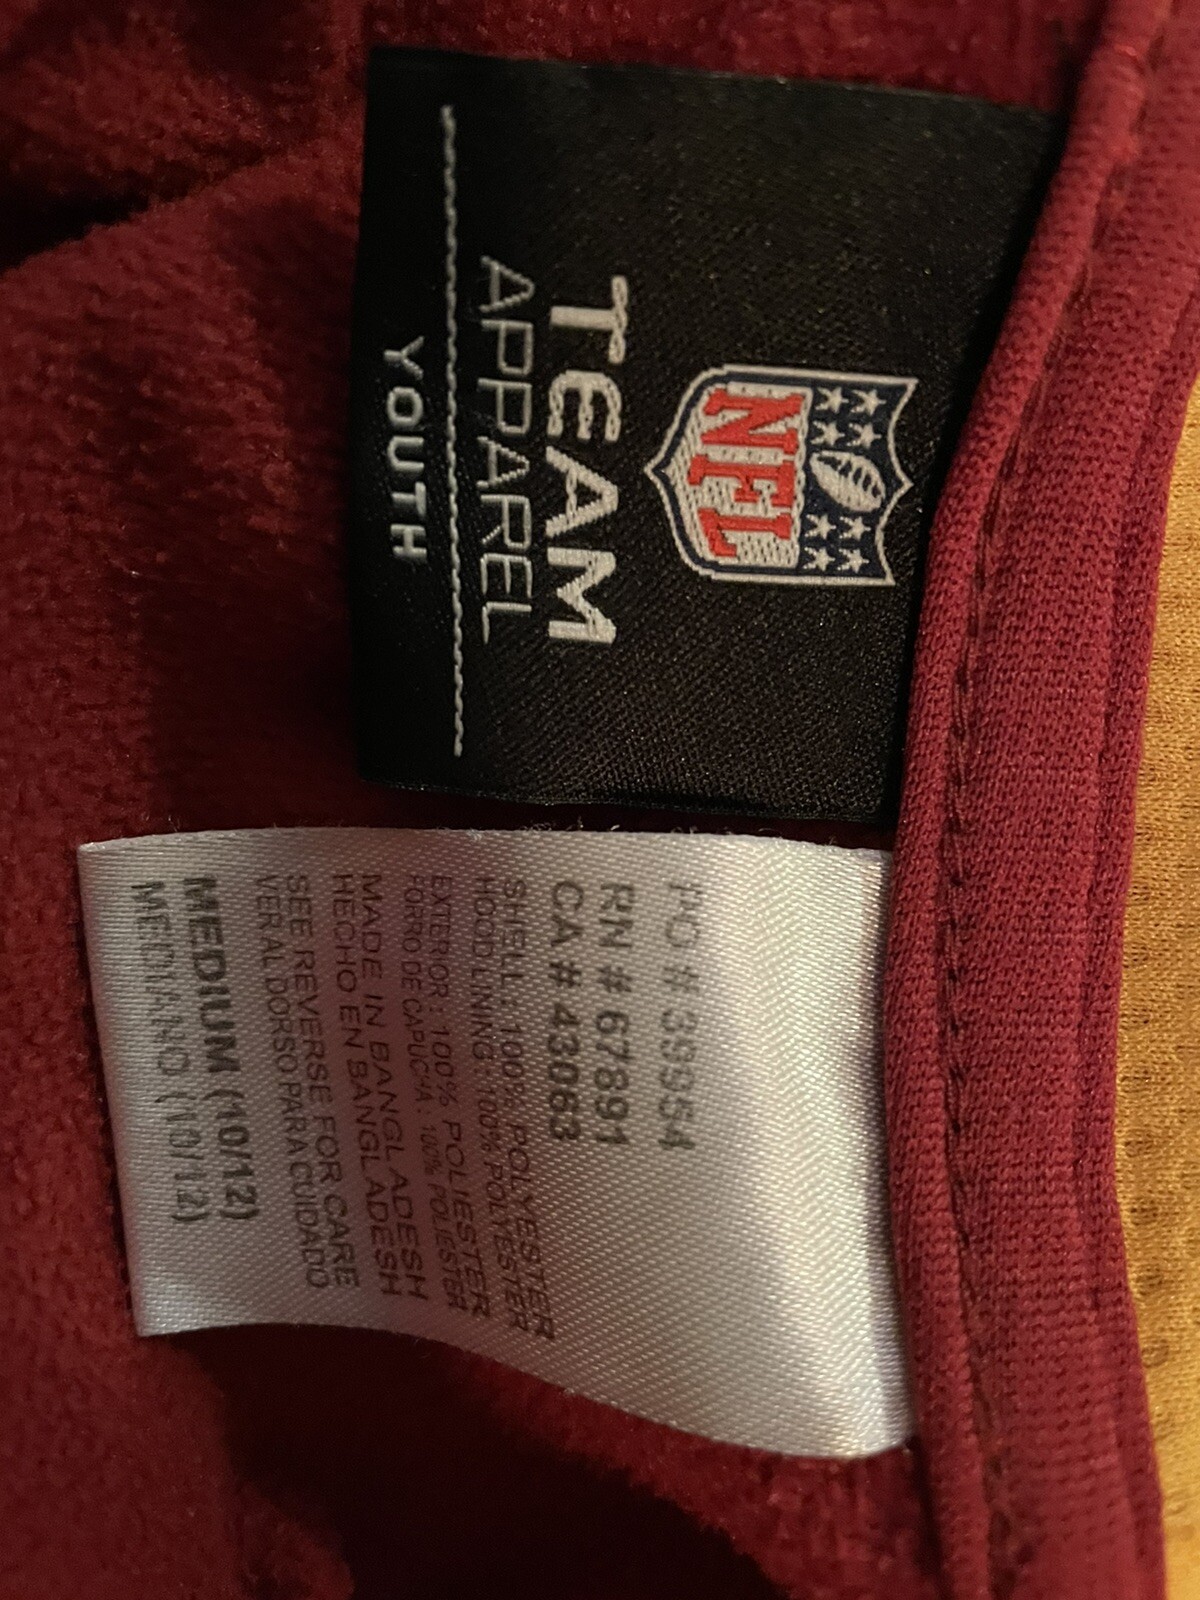 NFL
TEAM
APPAREL
YOUTH
PO # 39954
RN # 67891
CA # 43063
SHELL: 100% POLYESTER
HOOD LINING: 100% POLYESTER
EXTERIOR: 100% POLIESTER
FORRO DE CAPUCHA: 100% POLIESTER
MADE IN BANGLADESH
HECHO EN BANGLADESH
SEE REVERSE FOR CARE
VER AL DORSO PARA CUIDADO
MEDIUM (10/12)
MEDIANO (10/12)